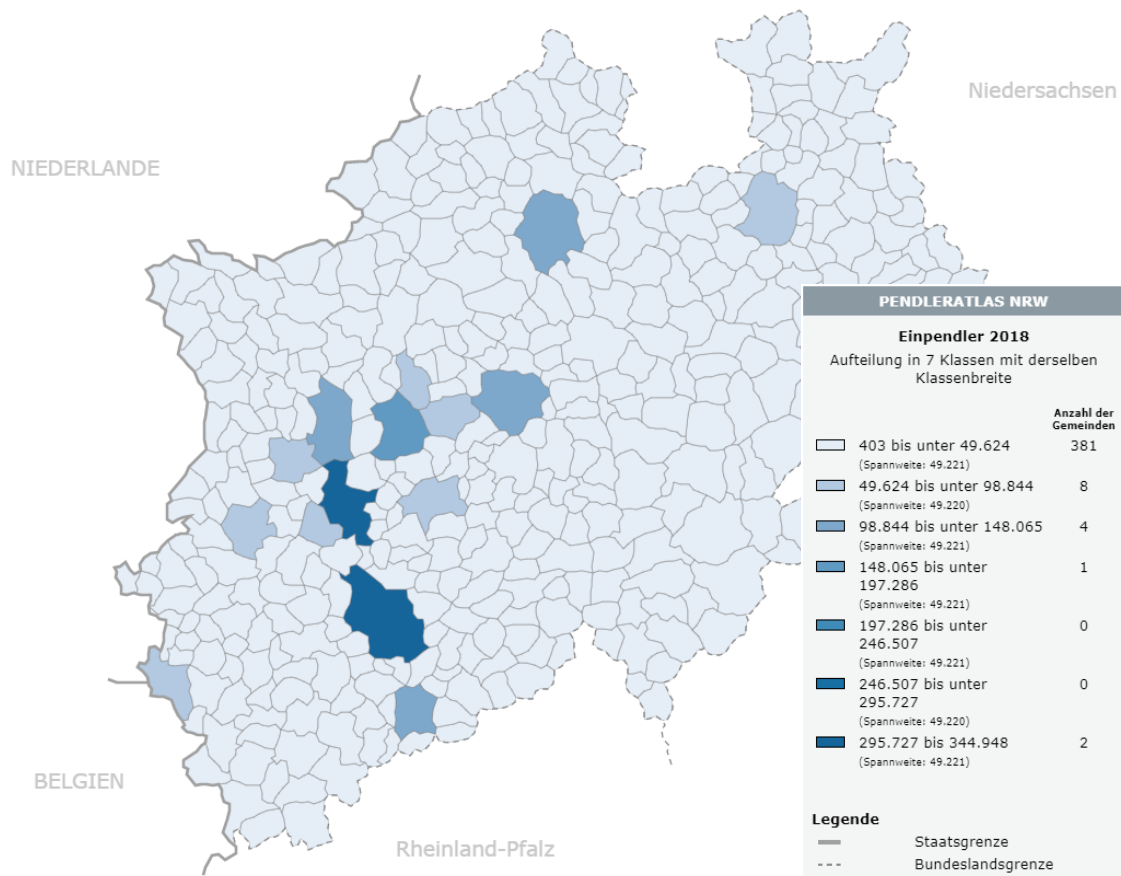 Niedersachsen
NIEDERLANDE
PENDLERATLAS NRW
Einpendler 2018
Aufteilung in 7 Klassen mit derselben
Klassenbreite
Anzahl der
Gemeinden
403 bis unter 49.624 381
(Spannweite: 49.221)
49.624 bis unter 98.844 8
(Spannweite: 49.220)
98.844 bis unter 148.065 4
(Spannweite: 49.221)
148.065 bis unter 1
197.286
(Spannweite: 49.221)
197.286 bis unter 0
246.507
(Spannweite: 49.221)
246.507 bis unter 0
295.727
(Spannweite: 49.220)
295.727 bis 344.948 2
(Spannweite: 49.221)
BELGIEN
Rheinland-Pfalz
Legende
Staatsgrenze
Bundeslandsgrenze